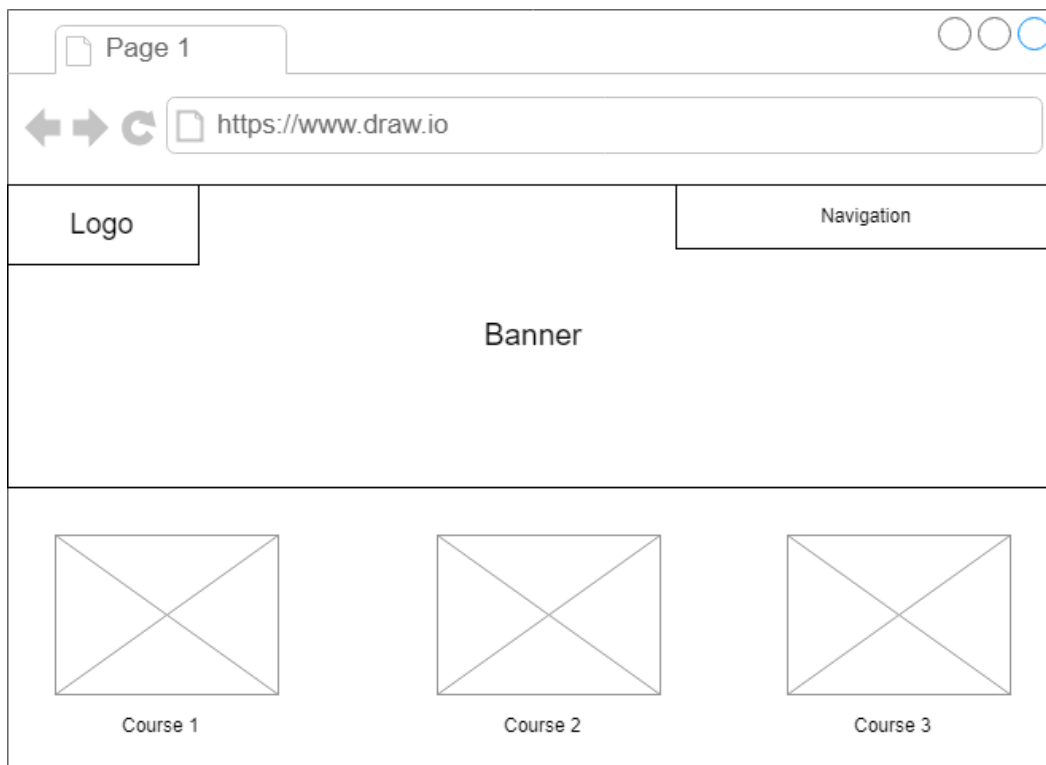 Page 1
https://www.draw.io
Logo
Navigation
Banner
Course 1
Course 2
Course 3